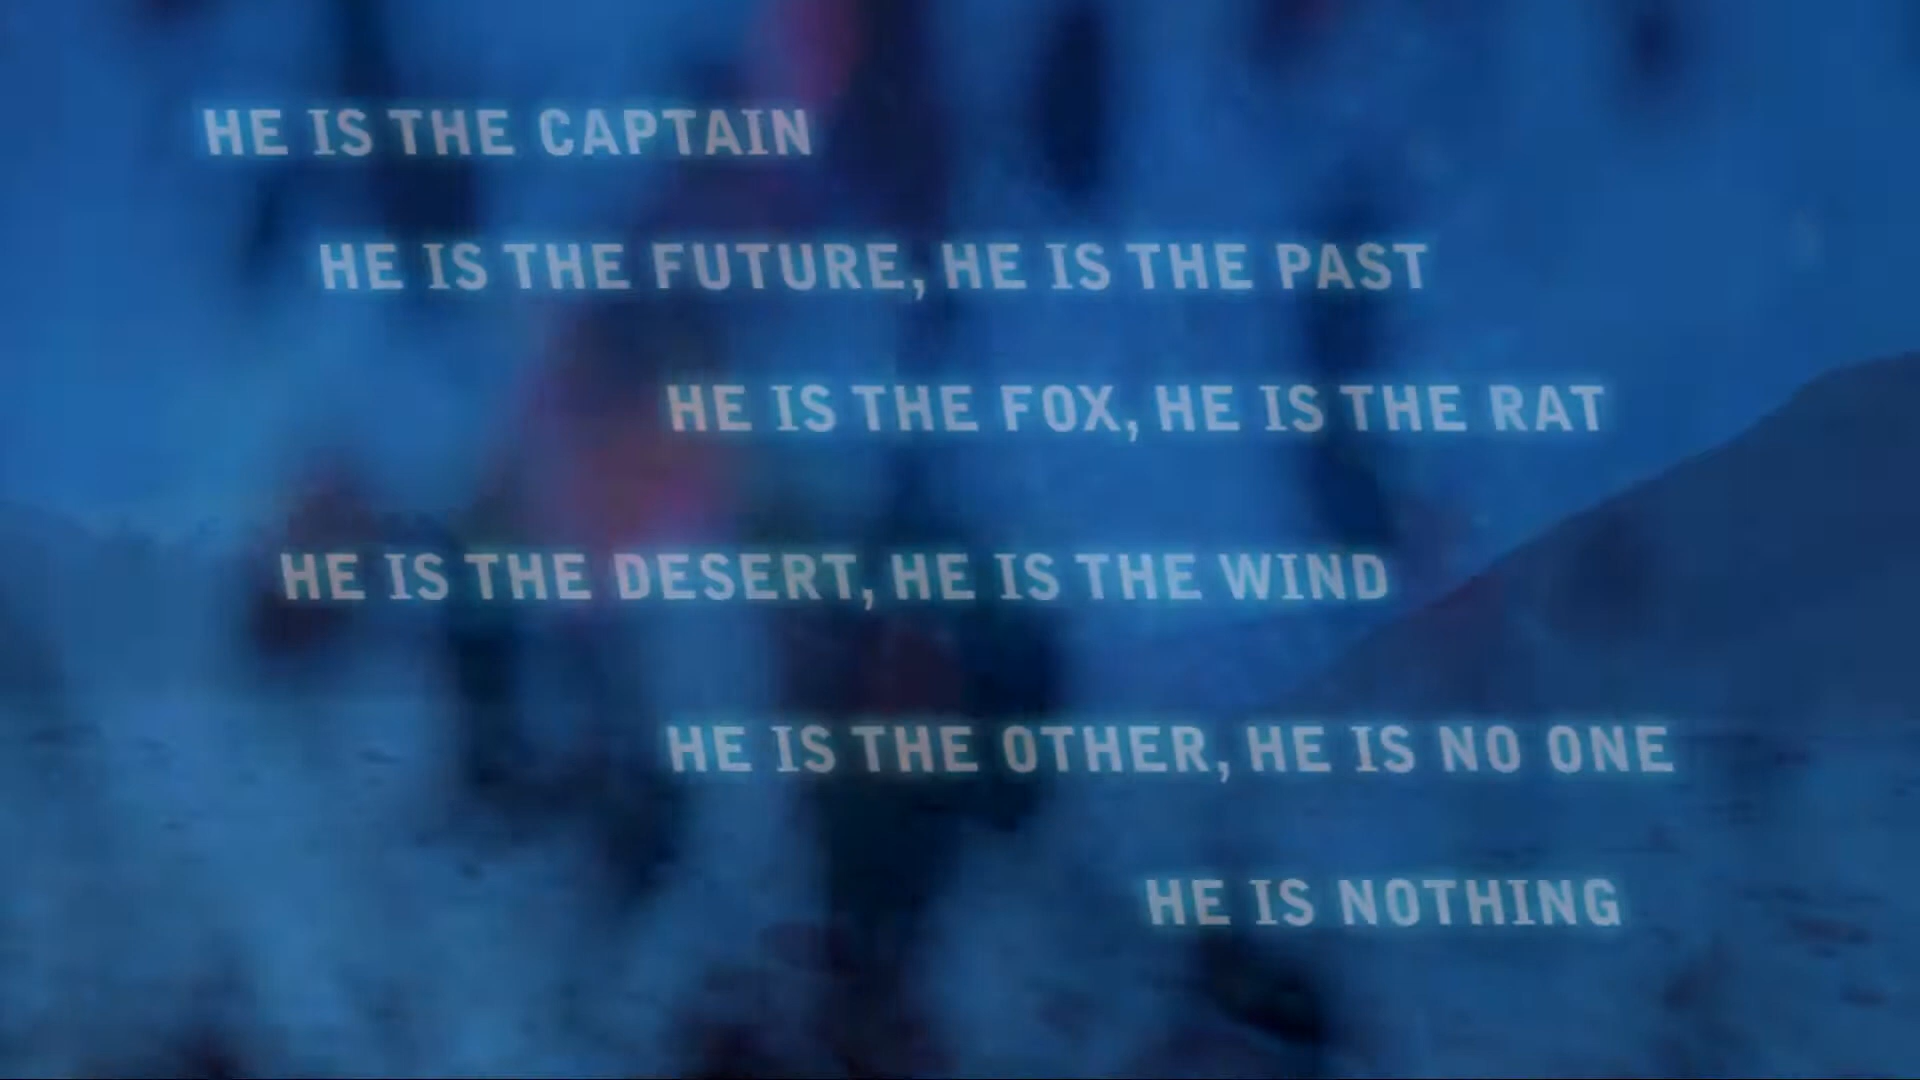 HE IS THE CAPTAIN
HE IS THE FUTURE, HE IS THE PAST
HE IS THE FOX, HE IS THE RAT
HE IS THE DESERT, HE IS THE WIND
HE IS THE OTHER, HE IS NO ONE
HE IS NOTHING